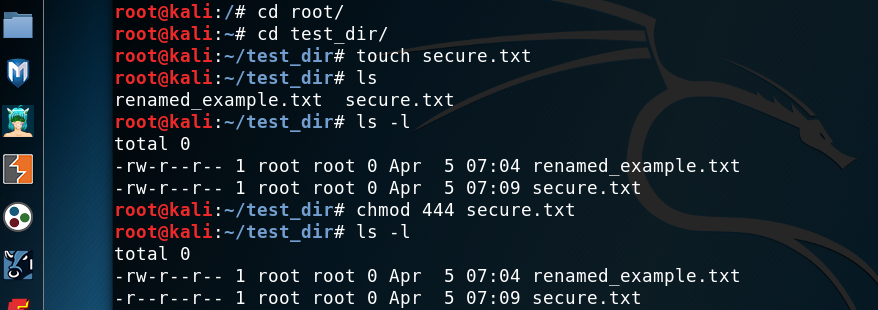 root@kali:/# cd root/
root@kali:~# cd test_dir/
root@kali:~/test_dir# touch secure.txt
root@kali:~/test_dir# ls
renamed_example.txt  secure.txt
root@kali:~/test_dir# ls -l
total 0
-rw-r--r-- 1 root root 0 Apr  5 07:04 renamed_example.txt
-rw-r--r-- 1 root root 0 Apr  5 07:09 secure.txt
root@kali:~/test_dir# chmod 444 secure.txt
root@kali:~/test_dir# ls -l
total 0
-rw-r--r-- 1 root root 0 Apr  5 07:04 renamed_example.txt
-r--r--r-- 1 root root 0 Apr  5 07:09 secure.txt